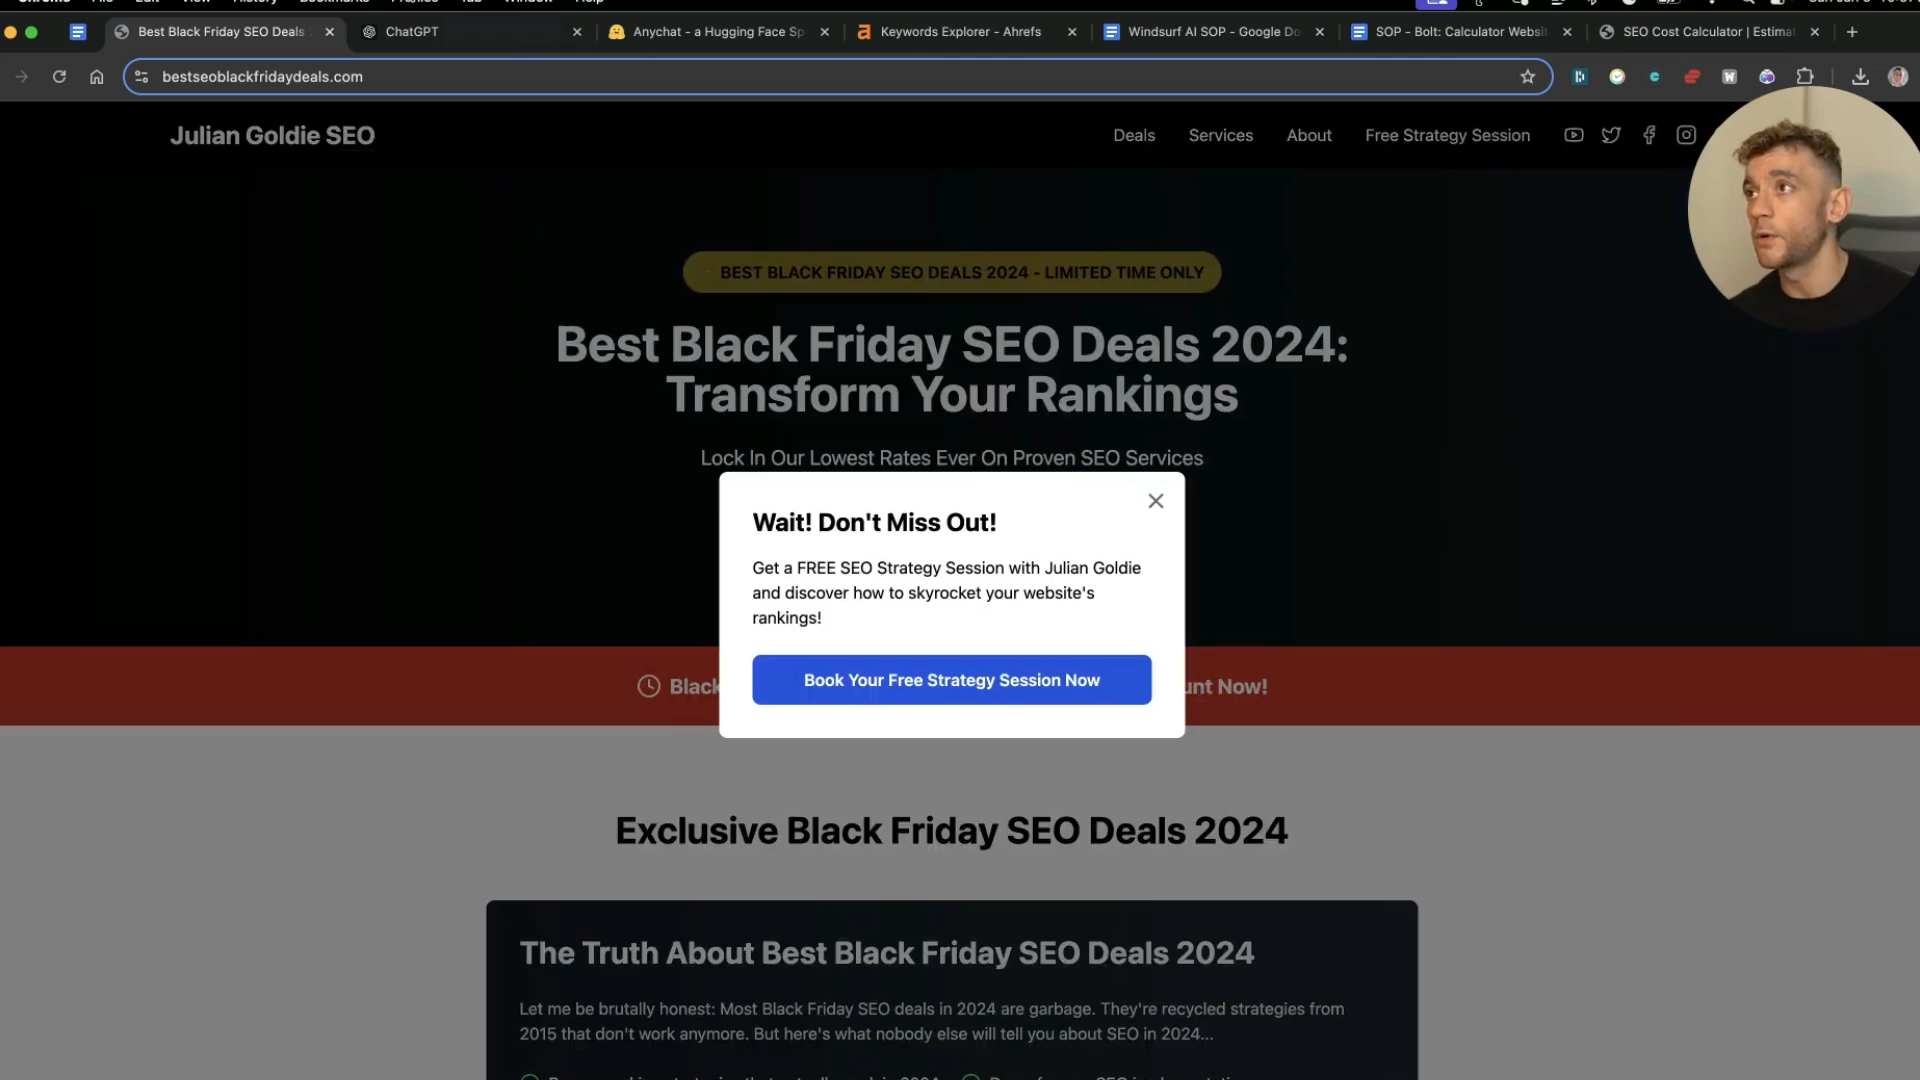 Best Black Friday SEO Deals
ChatGPT
Anychat - a Hugging Face Sp
Keywords Explorer - Ahrefs
Windsurf AI SOP - Google Do
SOP - Bolt: Calculator Websi
SEO Cost Calculator | Estima
bestseoblackfridaydeals.com
Julian Goldie SEO
Deals
Services
About
Free Strategy Session
BEST BLACK FRIDAY SEO DEALS 2024 - LIMITED TIME ONLY
Best Black Friday SEO Deals 2024:
Transform Your Rankings
Lock In Our Lowest Rates Ever On Proven SEO Services
Wait! Don't Miss Out!
Get a FREE SEO Strategy Session with Julian Goldie
and discover how to skyrocket your website's
rankings!
Book Your Free Strategy Session Now
Black
unt Now!
Exclusive Black Friday SEO Deals 2024
The Truth About Best Black Friday SEO Deals 2024
Let me be brutally honest: Most Black Friday SEO deals in 2024 are garbage. They're recycled strategies from
2015 that don't work anymore. But here's what nobody else will tell you about SEO in 2024...